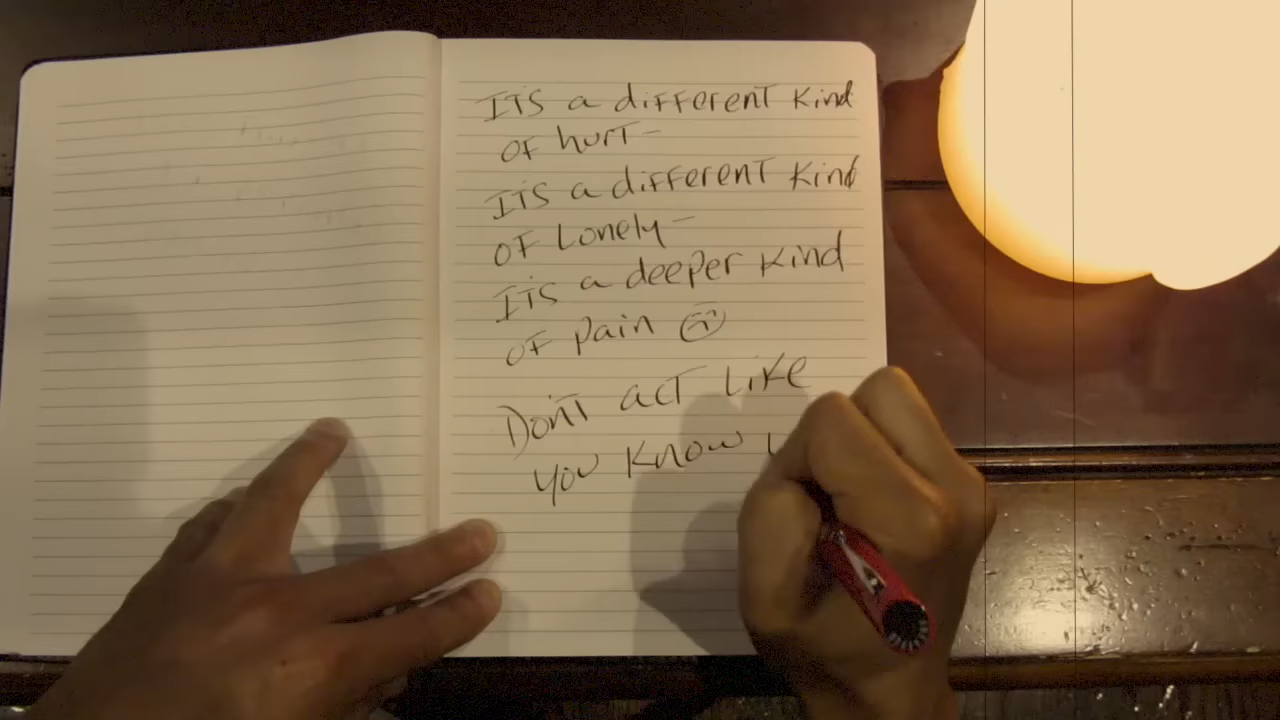 ITS a different kind
of hurt-
ITS a different kind
of Lonely-
ITs a deeper kind
of pain
Don't act Like
you know